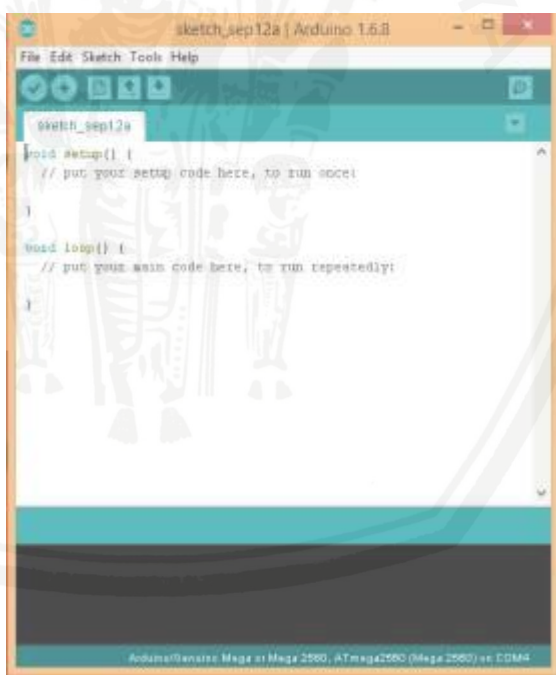 sketch_sep12a | Arduino 1.6.8
File Edit Sketch Tools Help
sketch_sep12a
void setup() {
// put your setup code here, to run once:
}
void loop() {
// put your main code here, to run repeatedly:
}
Arduino/Genuino Mega or Mega 2560, ATmega2560 (Mega 2560) on COM4